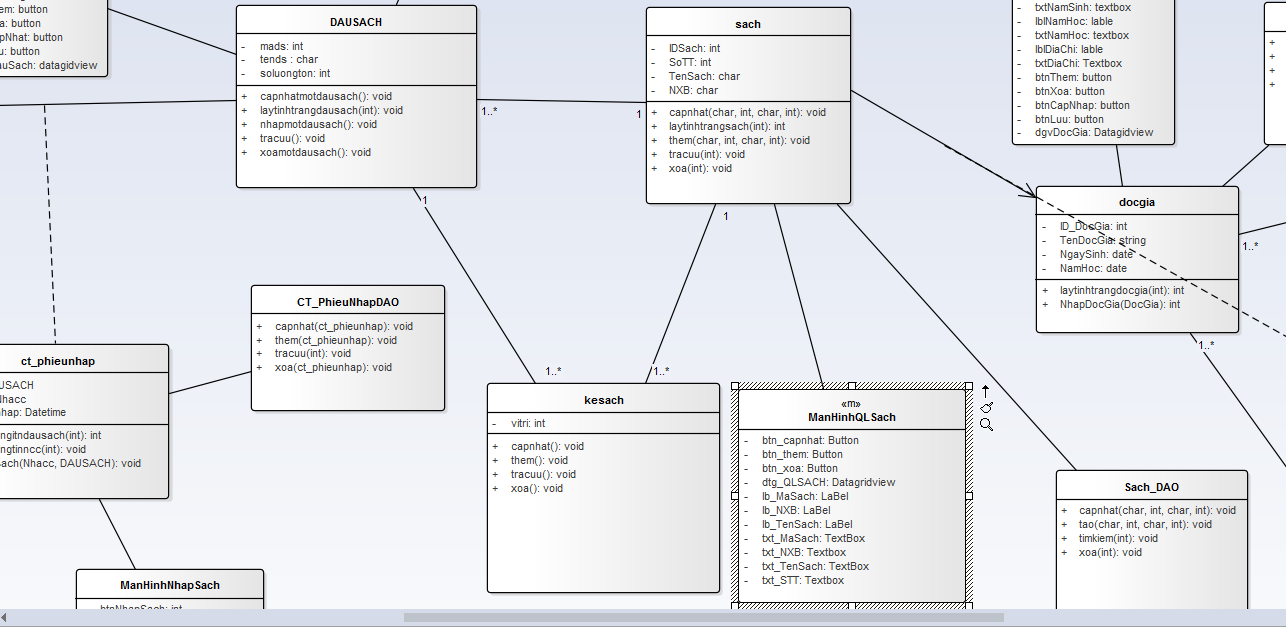 em: button
a: button
pNhat: button
u: button
auSach: datagidview
DAUSACH
- mads: int
- tends : char
- soluongton: int
+ capnhatmotdausach(): void
+ laytinhtrangdausach(int): void
+ nhapmotdausach(): void
+ tracuu(): void
+ xoamotdausach(): void
1..*
1
1
sach
- IDSach: int
- SoTT: int
- TenSach: char
- NXB: char
+ capnhat(char, int, char, int): void
+ laytinhtrangsach(int): int
+ them(char, int, char, int): void
+ tracuu(int): void
+ xoa(int): void
1
- txtNamSinh: textbox
- lblNamHoc: lable
- txtNamHoc: textbox
- lblDiaChi: lable
- txtDiaChi: Textbox
- btnThem: button
- btnXoa: button
- btnCapNhap: button
- btnLuu: button
- dgvDocGia: Datagidview
+
+
+
+
docgia
- ID_DocGia: int
- TenDocGia: string
- NgaySinh: date
- NamHoc: date
+ laytinhtrangdocgia(int): int
+ NhapDocGia(DocGia): int
1..*
1..*
CT_PhieuNhapDAO
+ capnhat(ct_phieunhap): void
+ them(ct_phieunhap): void
+ tracuu(int): void
+ xoa(ct_phieunhap): void
ct_phieunhap
USACH
Nhacc
hap: Datetime
ngitndausach(int): int
ngtinncc(int): void
ach(Nhacc, DAUSACH): void
1..*
1..*
kesach
- vitri: int
+ capnhat(): void
+ them(): void
+ tracuu(): void
+ xoa(): void
«m»
ManHinhQLSach
- btn_capnhat: Button
- btn_them: Button
- btn_xoa: Button
- dtg_QLSACH: Datagridview
- lb_MaSach: LaBel
- lb_NXB: LaBel
- lb_TenSach: LaBel
- txt_MaSach: TextBox
- txt_NXB: Textbox
- txt_TenSach: TextBox
- txt_STT: Textbox
Sach_DAO
+ capnhat(char, int, char, int): void
+ tao(char, int, char, int): void
+ timkiem(int): void
+ xoa(int): void
ManHinhNhapSach
btnNhapSach: int